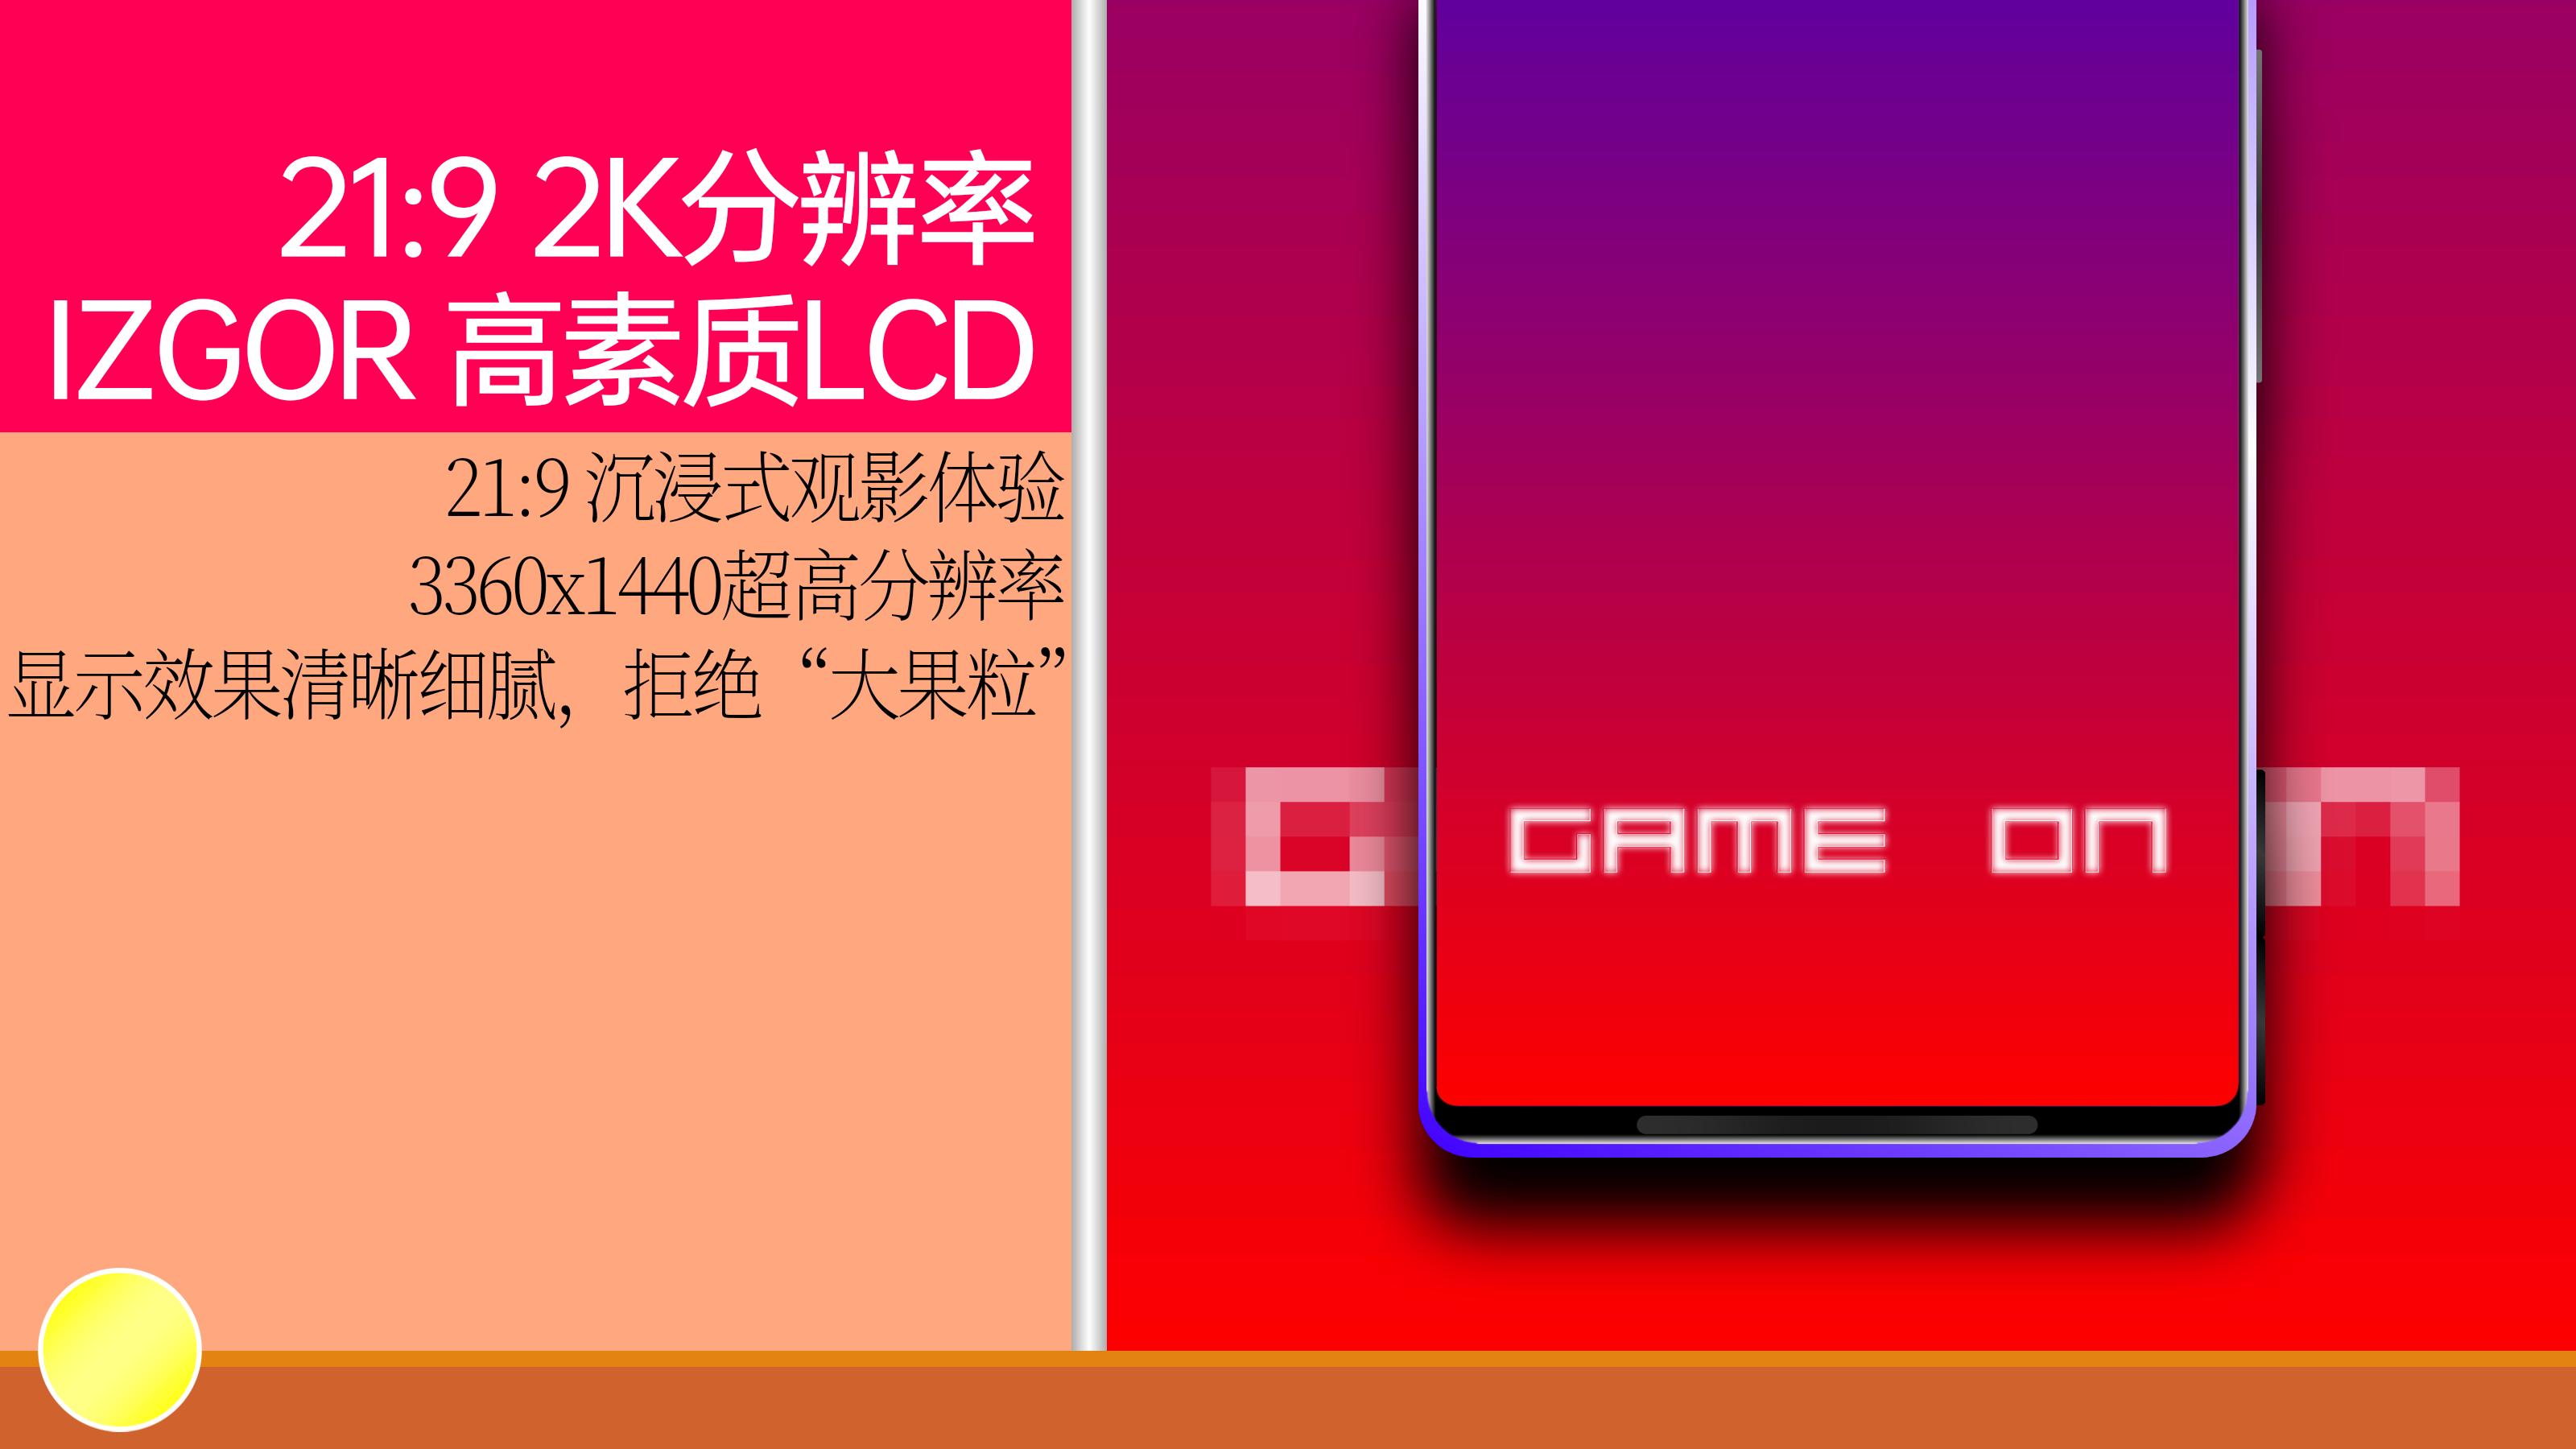 21:9 2K分辨率
IZGOR 高素质LCD
21:9 沉浸式观影体验
3360x1440超高分辨率
显示效果清晰细腻，拒绝“大果粒”
GAME ON